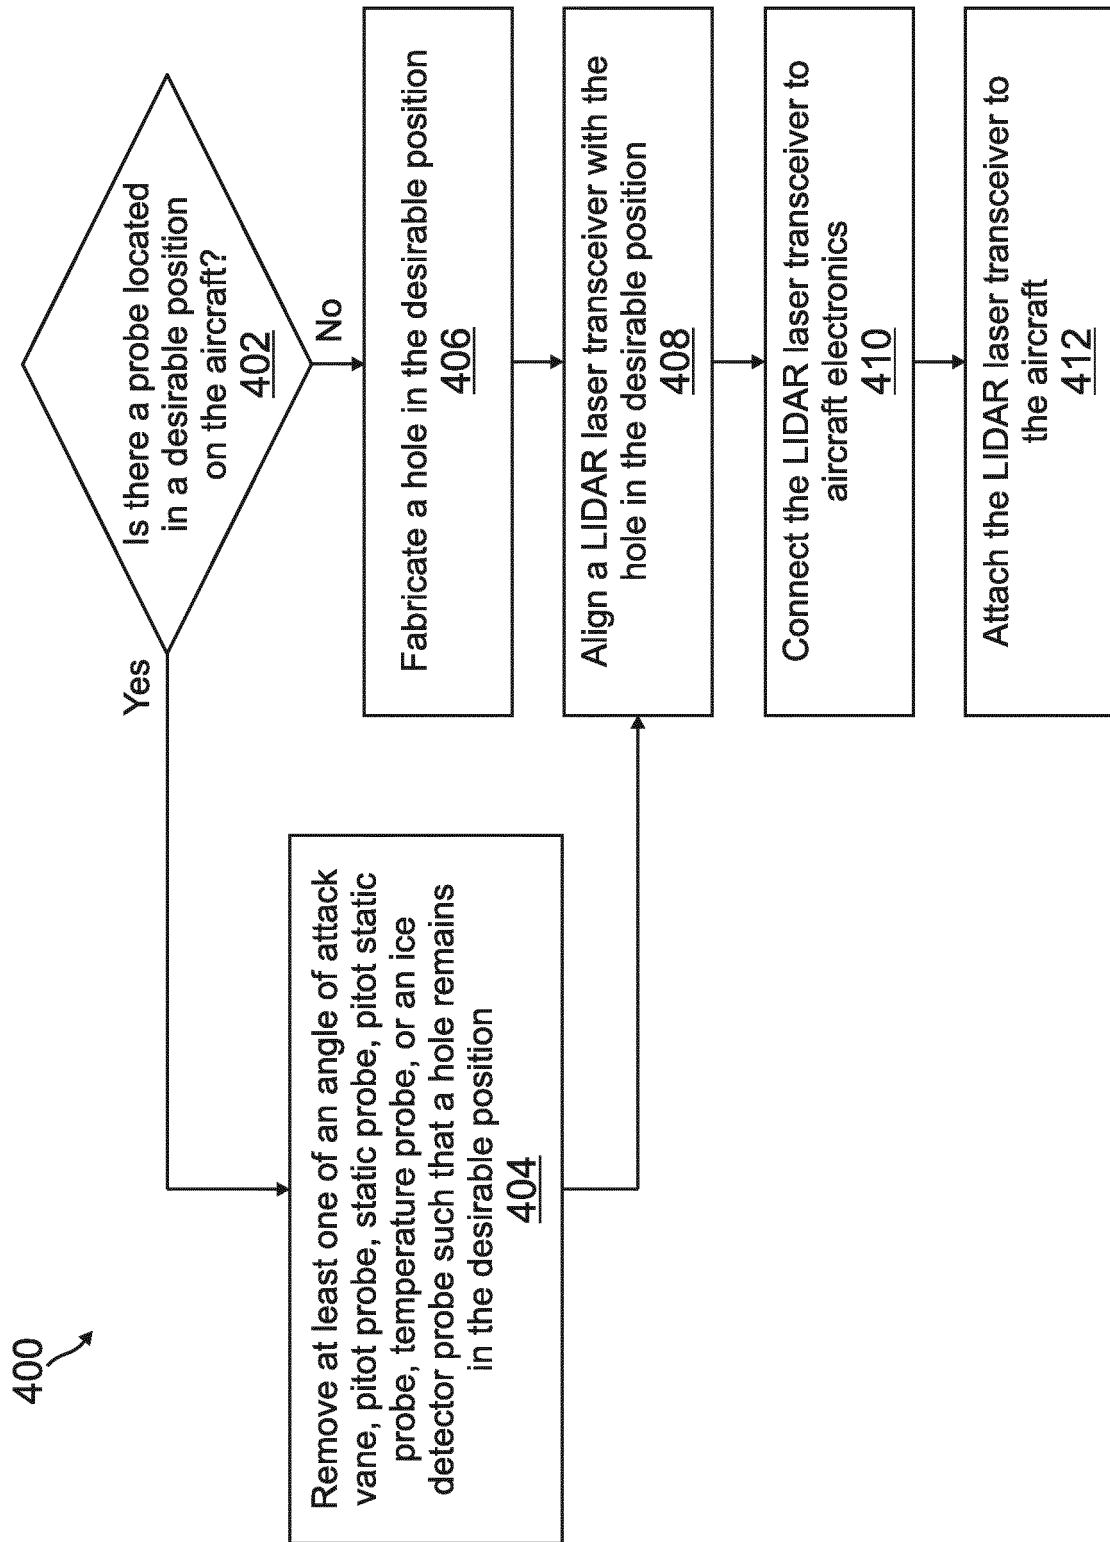 400
Is there a probe located
in a desirable position
on the aircraft?
402
Yes
No
Remove at least one of an angle of attack
vane, pitot probe, static probe, pitot static
probe, temperature probe, or an ice
detector probe such that a hole remains
in the desirable position
404
Fabricate a hole in the desirable position
406
Align a LIDAR laser transceiver with the
hole in the desirable position
408
Connect the LIDAR laser transceiver to
aircraft electronics
410
Attach the LIDAR laser transceiver to
the aircraft
412